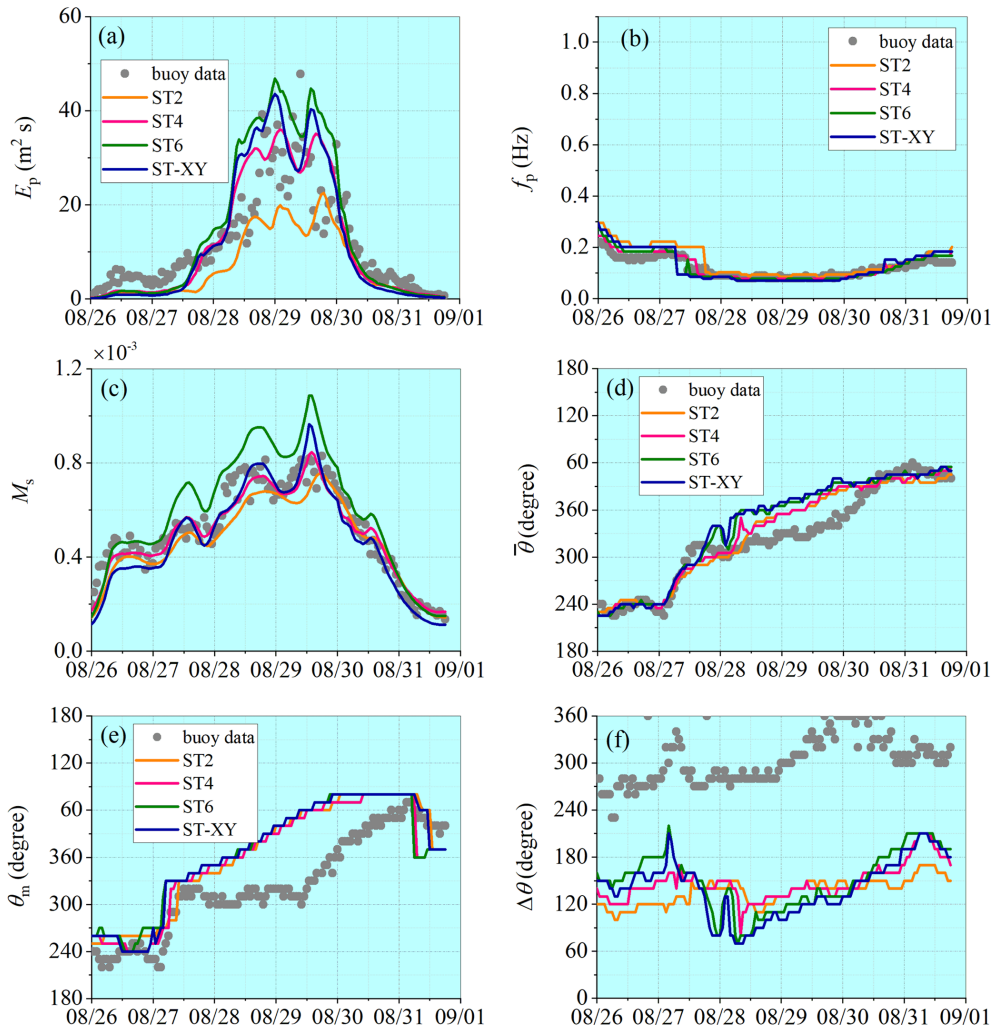 (a)
60
40
20
0
Eₚ (m² s)
buoy data
ST2
ST4
ST6
ST-XY
08/26 08/27 08/28 08/29 08/30 08/31 09/01
(b)
1.0
0.8
0.6
0.4
0.2
0.0
fₚ (Hz)
buoy data
ST2
ST4
ST6
ST-XY
08/26 08/27 08/28 08/29 08/30 08/31 09/01
×10⁻³
(c)
1.2
0.8
0.4
0.0
Mₛ
buoy data
ST2
ST4
ST6
ST-XY
08/26 08/27 08/28 08/29 08/30 08/31 09/01
(d)
180
120
60
360
300
240
180
θ̅ (degree)
buoy data
ST2
ST4
ST6
ST-XY
08/26 08/27 08/28 08/29 08/30 08/31 09/01
(e)
180
120
60
360
300
240
180
θₘ (degree)
buoy data
ST2
ST4
ST6
ST-XY
08/26 08/27 08/28 08/29 08/30 08/31 09/01
(f)
360
300
240
180
120
60
0
Δθ (degree)
08/26 08/27 08/28 08/29 08/30 08/31 09/01